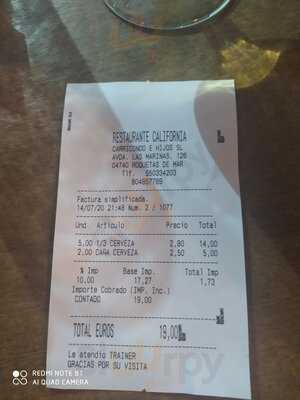 RESTAURANTE CALIFORNIA
CARRICONDO E HIJOS SL
AVDA. LAS MARINAS, 126
04740 ROQUETAS DE MAR
Tlf. 950334203
B04857769
Factura simplificada.
14/07/20 21:48 Num. 2 / 1077
Und. Artículo Precio Total
5,00 1/3 CERVEZA 2,80 14,00
2,00 CAÑA CERVEZA 2,50 5,00
% Imp Base Imp. Total Imp
10,00 17,27 1,73
Importe Cobrado (IMP. Inc.)
CONTADO 19,00
TOTAL EUROS 19,00
Le atendio TRAINER
GRACIAS POR SU VISITA
REDMI NOTE 8T
AI QUAD CAMERA